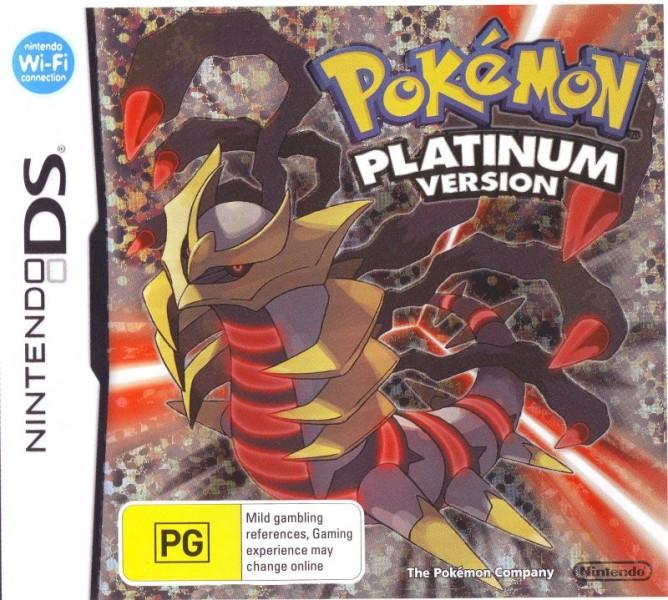 nintendo
Wi-Fi
connection
NINTENDO DS®
POKéMON™
PLATINUM
VERSION
PG
Mild gambling
references, Gaming
experience may
change online
The Pokémon Company
Nintendo®